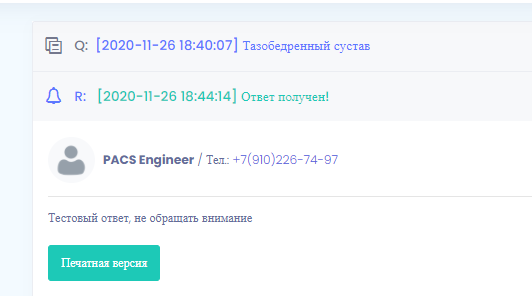 Q: [2020-11-26 18:40:07] Тазобедренный сустав
R: [2020-11-26 18:44:14] Ответ получен!
PACS Engineer / Тел.: +7(910)226-74-97
Тестовый ответ, не обращать внимание
Печатная версия